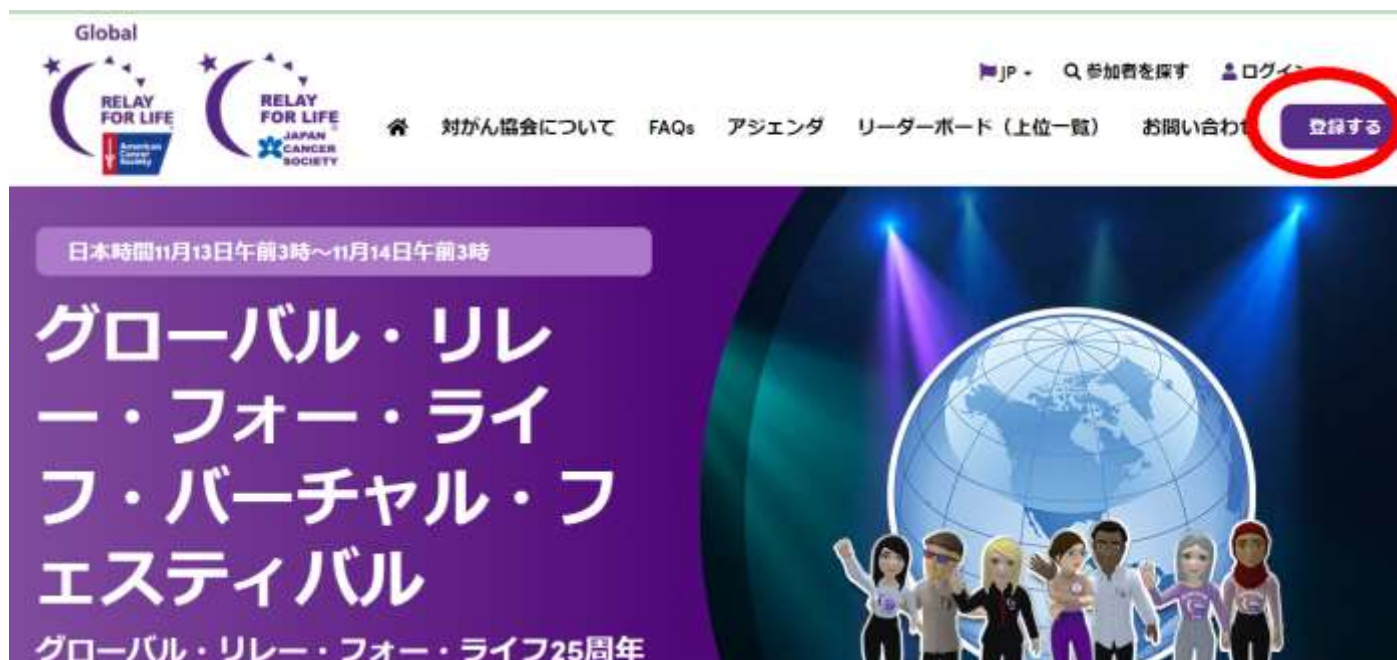 Global
RELAY
FOR LIFE
American
Cancer
Society
RELAY
FOR LIFE
JAPAN
CANCER
SOCIETY
JP
参加者を探す
ログイン
対がん協会について
FAQs
アジェンダ
リーダーボード（上位一覧）
お問い合わせ
登録する
日本時間11月13日午前3時～11月14日午前3時
グローバル・リレ
ー・フォー・ライ
フ・バーチャル・フ
ェスティバル
グローバル・リレー・フォー・ライフ25周年